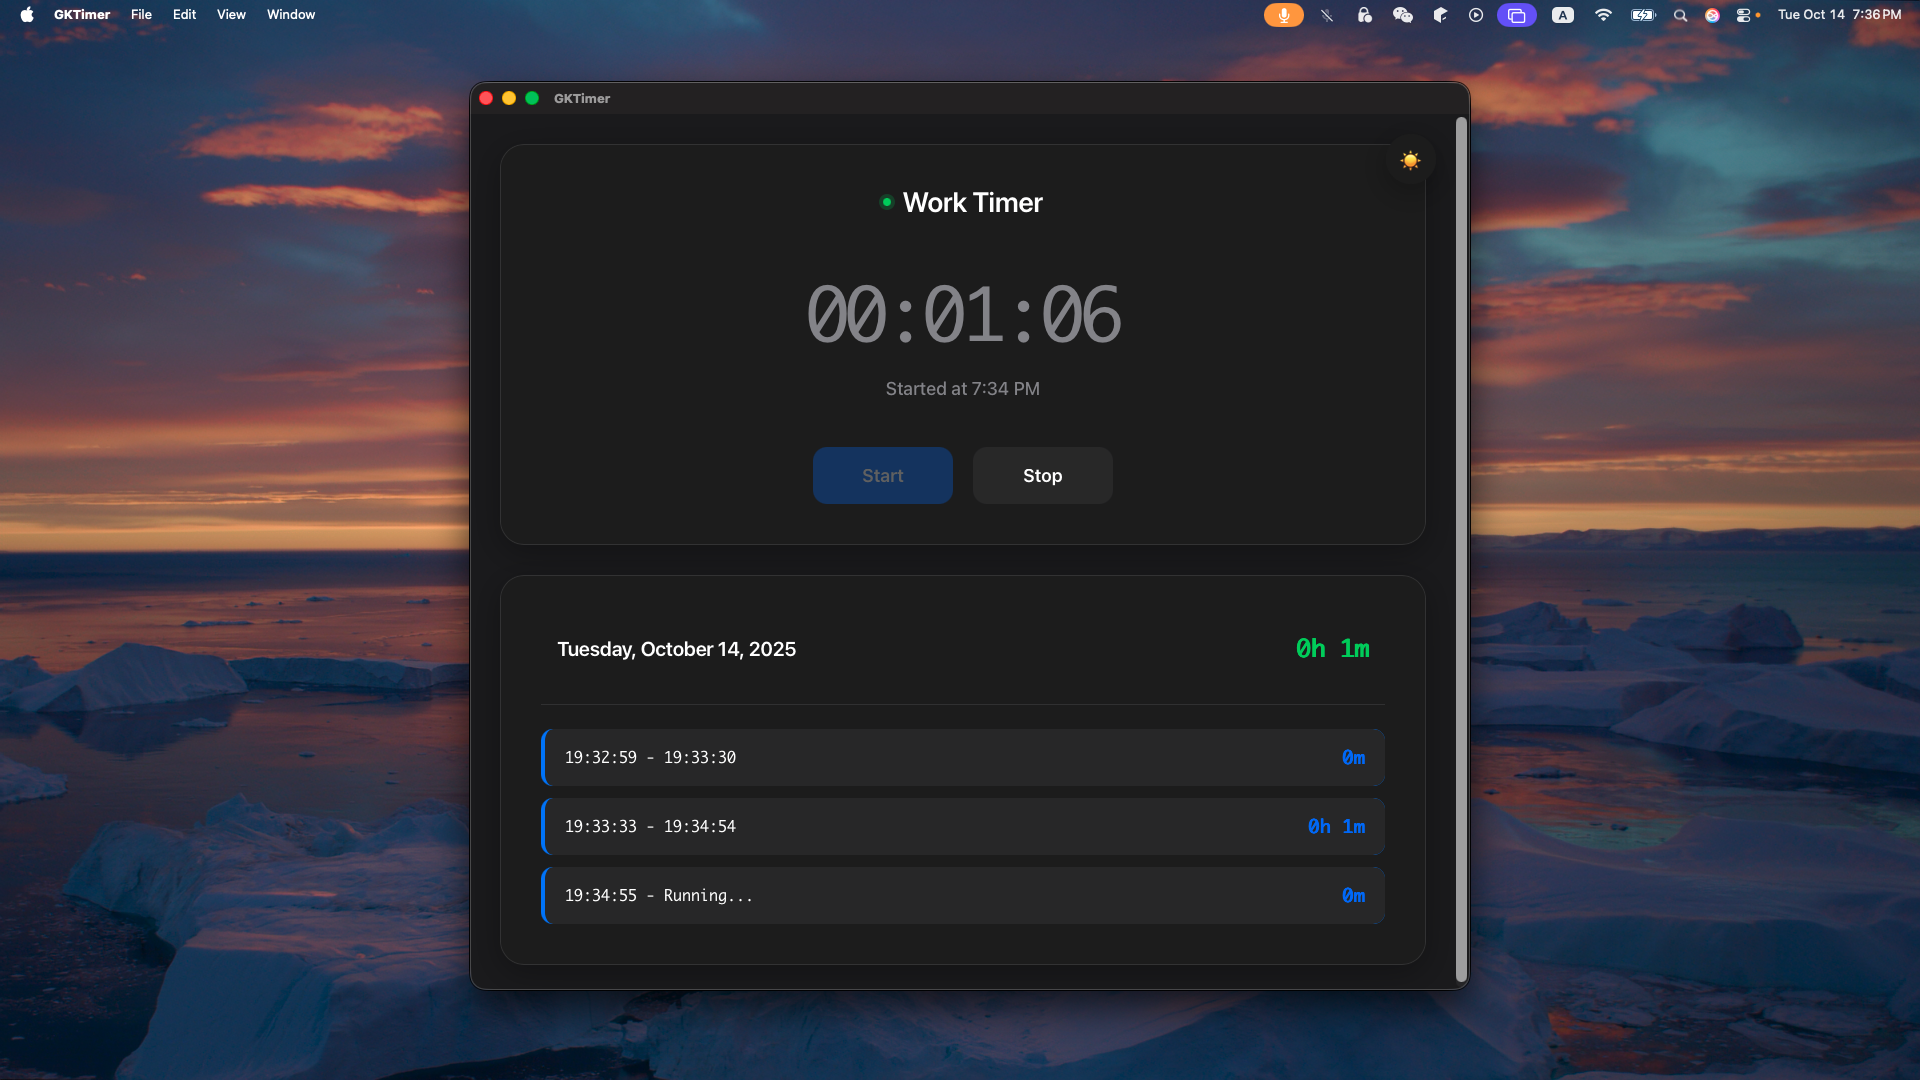 GKTimer File Edit View Window
A Tue Oct 14 7:36 PM
GKTimer
Work Timer
00:01:06
Started at 7:34 PM
Start Stop
Tuesday, October 14, 2025 0h 1m
19:32:59 - 19:33:30 0m
19:33:33 - 19:34:54 0h 1m
19:34:55 - Running... 0m